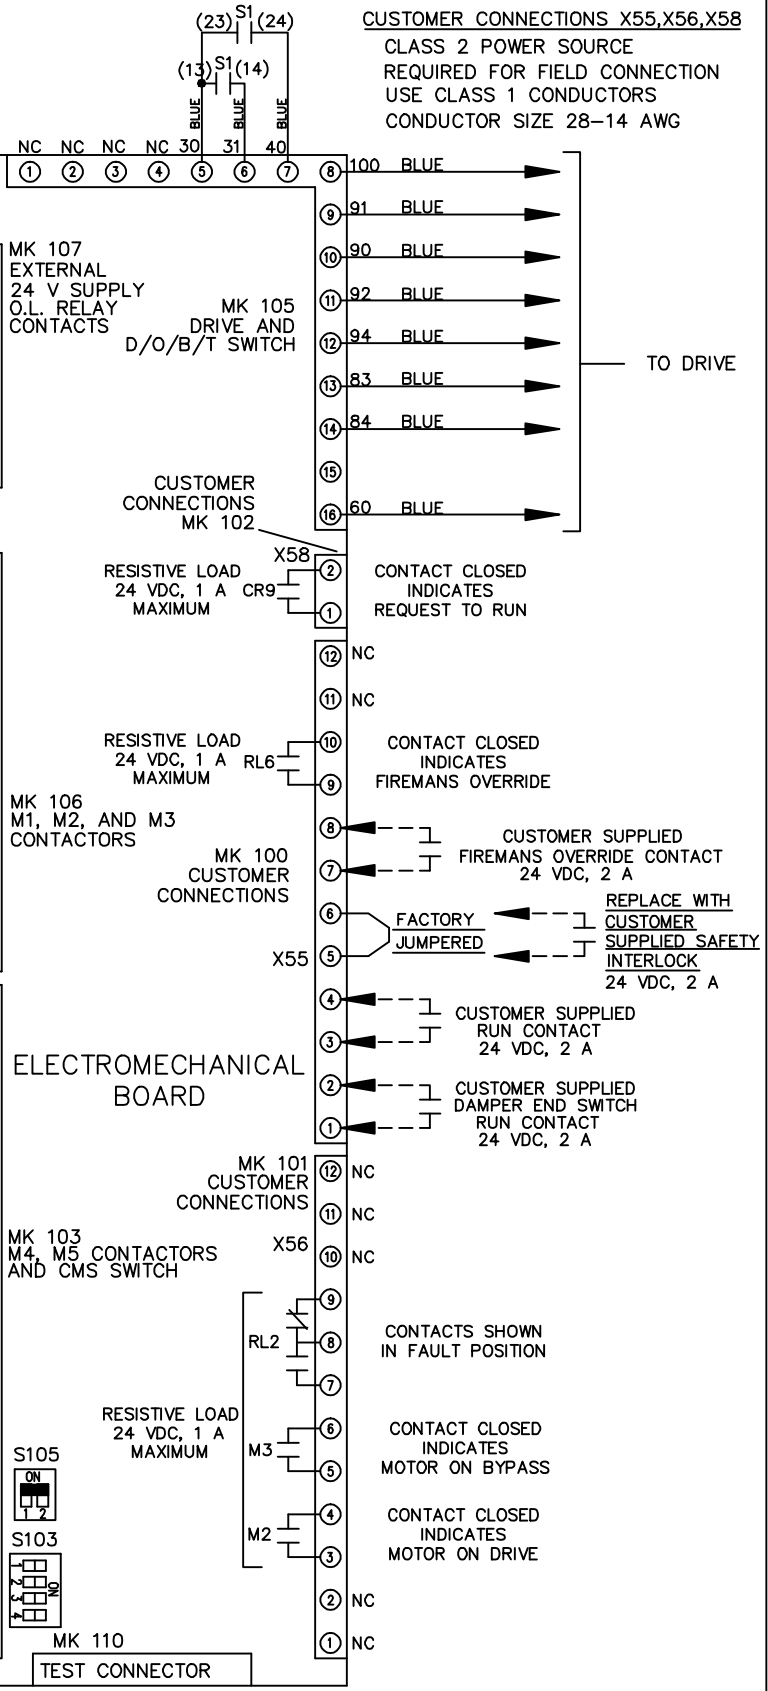 S1
(23) (24)
CUSTOMER CONNECTIONS X55,X56,X58
CLASS 2 POWER SOURCE
REQUIRED FOR FIELD CONNECTION
USE CLASS 1 CONDUCTORS
CONDUCTOR SIZE 28-14 AWG
(13) S1 (14)
BLUE BLUE BLUE
NC NC NC NC 30 31 40
1 2 3 4 5 6 7
8 100 BLUE
9 91 BLUE
10 90 BLUE
11 92 BLUE
12 94 BLUE
13 83 BLUE
14 84 BLUE
15
16 60 BLUE
TO DRIVE
MK 107
EXTERNAL
24 V SUPPLY
O.L. RELAY
CONTACTS
MK 105
DRIVE AND
D/O/B/T SWITCH
CUSTOMER
CONNECTIONS
MK 102
X58
2
1
RESISTIVE LOAD
24 VDC, 1 A
MAXIMUM
CR9
CONTACT CLOSED
INDICATES
REQUEST TO RUN
12 NC
11 NC
10
9
RESISTIVE LOAD
24 VDC, 1 A
MAXIMUM
RL6
CONTACT CLOSED
INDICATES
FIREMANS OVERRIDE
MK 106
M1, M2, AND M3
CONTACTORS
MK 100
CUSTOMER
CONNECTIONS
X55
8
7
CUSTOMER SUPPLIED
FIREMANS OVERRIDE CONTACT
24 VDC, 2 A
6
5
FACTORY
JUMPERED
REPLACE WITH
CUSTOMER
SUPPLIED SAFETY
INTERLOCK
24 VDC, 2 A
4
3
CUSTOMER SUPPLIED
RUN CONTACT
24 VDC, 2 A
2
1
CUSTOMER SUPPLIED
DAMPER END SWITCH
RUN CONTACT
24 VDC, 2 A
ELECTROMECHANICAL
BOARD
MK 101
CUSTOMER
CONNECTIONS
X56
12 NC
11 NC
10 NC
MK 103
M4, M5 CONTACTORS
AND CMS SWITCH
9
8
7
RL2
CONTACTS SHOWN
IN FAULT POSITION
RESISTIVE LOAD
24 VDC, 1 A
MAXIMUM
6
5
M3
CONTACT CLOSED
INDICATES
MOTOR ON BYPASS
4
3
M2
CONTACT CLOSED
INDICATES
MOTOR ON DRIVE
2 NC
1 NC
S105
ON
1 2
S103
1
2
3
4
ON
MK 110
TEST CONNECTOR